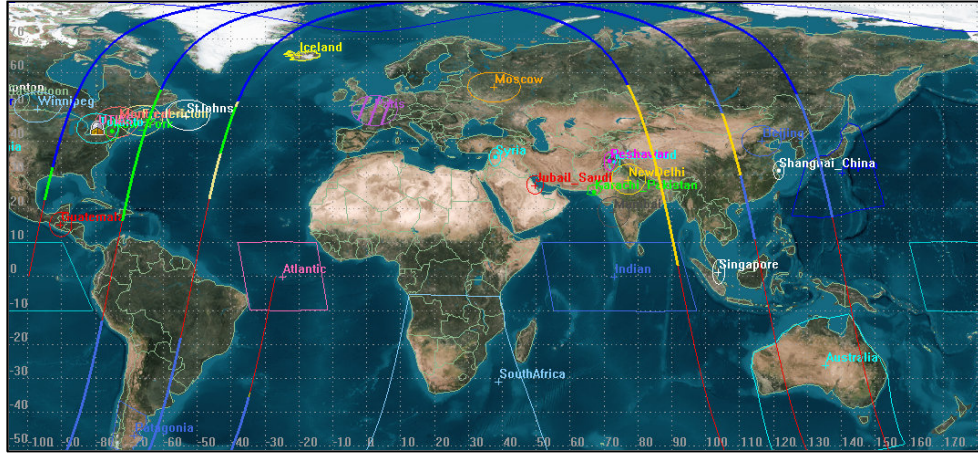 70
60
Iceland
Moscow
50
Winnipeg
StJohns
Fredericton
40
Toronto
Beijing
Syria
Peshawar
Shanghai_China
30
Jubail_Saudi
NewDelhi
20
Guatemala
10
0
Atlantic
Indian
Singapore
-10
-20
Australia
-30
SouthAfrica
-40
Patagonia
-50
-100 -90 -80 -70 -60 -50 -40 -30 -20 -10 0 10 20 30 40 50 60 70 80 90 100 110 120 130 140 150 160 170